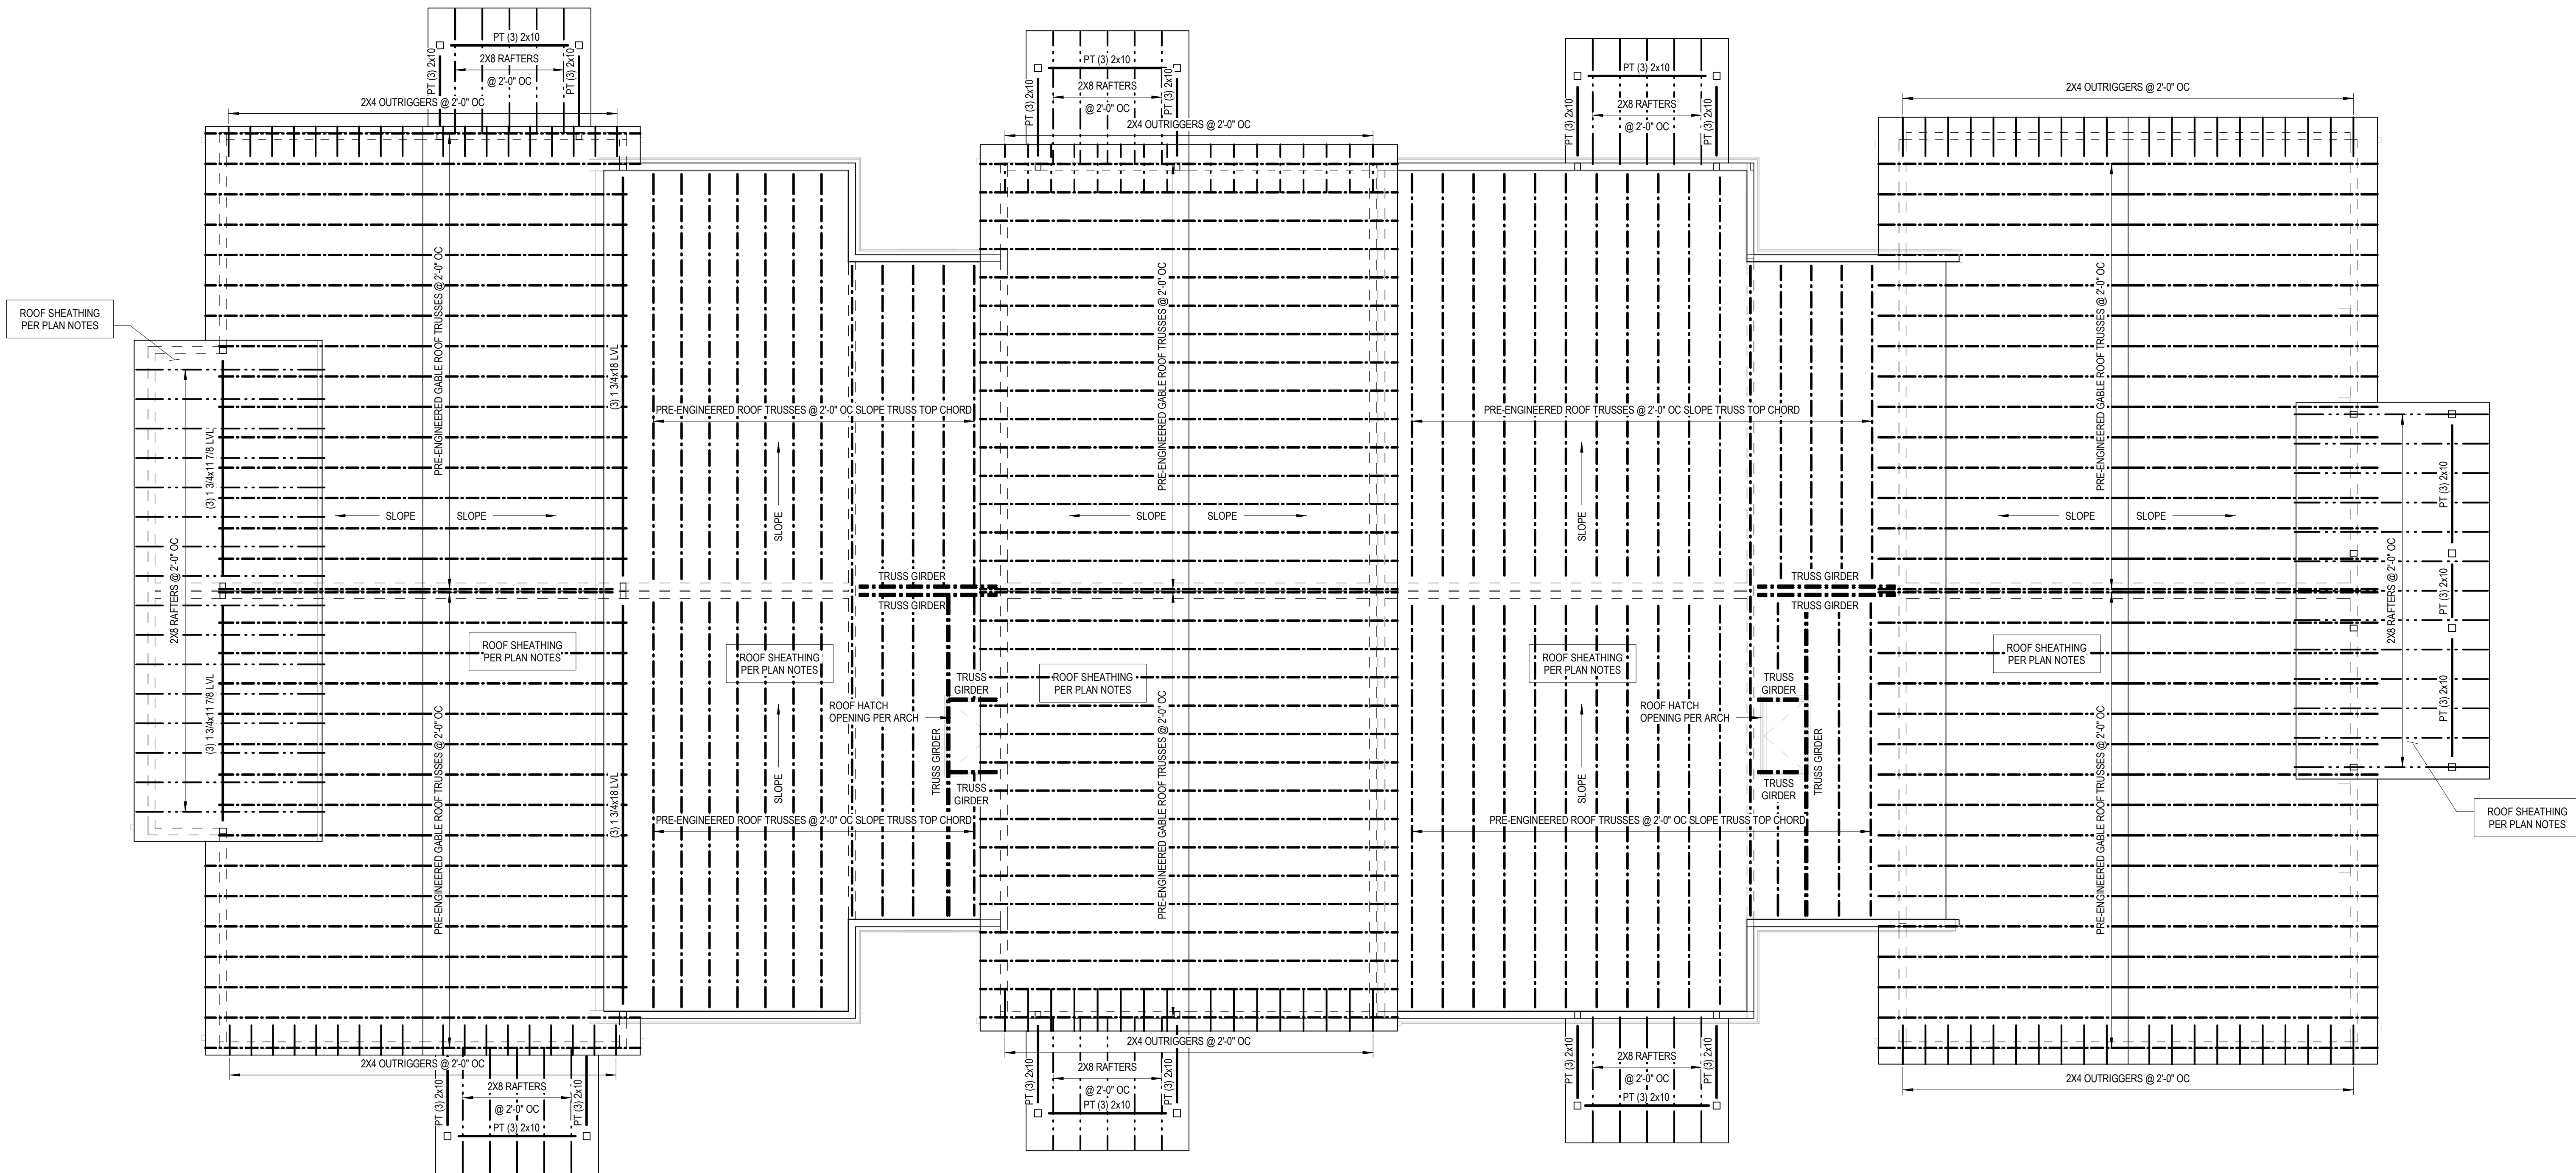 PT (3) 2x10
2X8 RAFTERS
@ 2'-0" OC
PT (3) 2x10
PT (3) 2x10
2X4 OUTRIGGERS @ 2'-0" OC
PT (3) 2x10
2X8 RAFTERS
@ 2'-0" OC
PT (3) 2x10
PT (3) 2x10
2X4 OUTRIGGERS @ 2'-0" OC
PT (3) 2x10
2X8 RAFTERS
@ 2'-0" OC
PT (3) 2x10
PT (3) 2x10
2X4 OUTRIGGERS @ 2'-0" OC
ROOF SHEATHING
PER PLAN NOTES
PRE-ENGINEERED GABLE ROOF TRUSSES @ 2'-0" OC
(3) 1 3/4x18 LVL
(3) 1 3/4x11 7/8 LVL
2X8 RAFTERS @ 2'-0" OC
SLOPE
SLOPE
PRE-ENGINEERED ROOF TRUSSES @ 2'-0" OC SLOPE TRUSS TOP CHORD
SLOPE
PRE-ENGINEERED GABLE ROOF TRUSSES @ 2'-0" OC
SLOPE
SLOPE
PRE-ENGINEERED ROOF TRUSSES @ 2'-0" OC SLOPE TRUSS TOP CHORD
SLOPE
PRE-ENGINEERED GABLE ROOF TRUSSES @ 2'-0" OC
SLOPE
SLOPE
PT (3) 2x10
PT (3) 2x10
PT (3) 2x10
2X8 RAFTERS @ 2'-0" OC
TRUSS GIRDER
TRUSS GIRDER
TRUSS GIRDER
TRUSS GIRDER
ROOF SHEATHING
PER PLAN NOTES
ROOF SHEATHING
PER PLAN NOTES
ROOF SHEATHING
PER PLAN NOTES
ROOF SHEATHING
PER PLAN NOTES
ROOF SHEATHING
PER PLAN NOTES
(3) 1 3/4x11 7/8 LVL
PRE-ENGINEERED GABLE ROOF TRUSSES @ 2'-0" OC
(3) 1 3/4x18 LVL
SLOPE
ROOF HATCH
OPENING PER ARCH
TRUSS
GIRDER
TRUSS GIRDER
TRUSS
GIRDER
PRE-ENGINEERED ROOF TRUSSES @ 2'-0" OC SLOPE TRUSS TOP CHORD
PRE-ENGINEERED GABLE ROOF TRUSSES @ 2'-0" OC
SLOPE
ROOF HATCH
OPENING PER ARCH
TRUSS
GIRDER
TRUSS GIRDER
TRUSS
GIRDER
PRE-ENGINEERED ROOF TRUSSES @ 2'-0" OC SLOPE TRUSS TOP CHORD
PRE-ENGINEERED GABLE ROOF TRUSSES @ 2'-0" OC
ROOF SHEATHING
PER PLAN NOTES
2X4 OUTRIGGERS @ 2'-0" OC
PT (3) 2x10
2X8 RAFTERS
@ 2'-0" OC
PT (3) 2x10
PT (3) 2x10
2X4 OUTRIGGERS @ 2'-0" OC
PT (3) 2x10
2X8 RAFTERS
@ 2'-0" OC
PT (3) 2x10
PT (3) 2x10
PT (3) 2x10
2X8 RAFTERS
@ 2'-0" OC
PT (3) 2x10
PT (3) 2x10
2X4 OUTRIGGERS @ 2'-0" OC